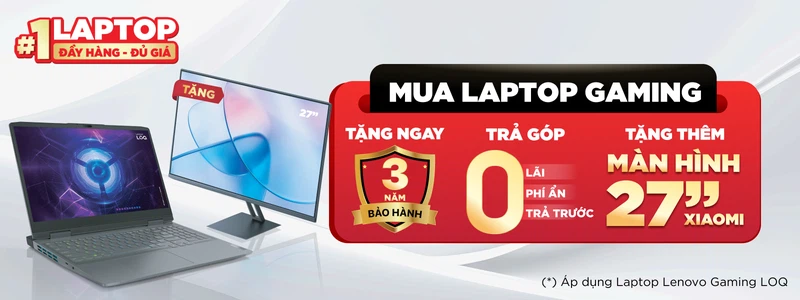 #1 LAPTOP
ĐẦY HÀNG - ĐỦ GIÁ
TẶNG
27”
LOQ
MUA LAPTOP GAMING
TẶNG NGAY
3
NĂM
BẢO HÀNH
TRẢ GÓP
0
LÃI
PHÍ ẨN
TRẢ TRƯỚC
TẶNG THÊM
MÀN HÌNH
27”
XIAOMI
(*) Áp dụng Laptop Lenovo Gaming LOQ